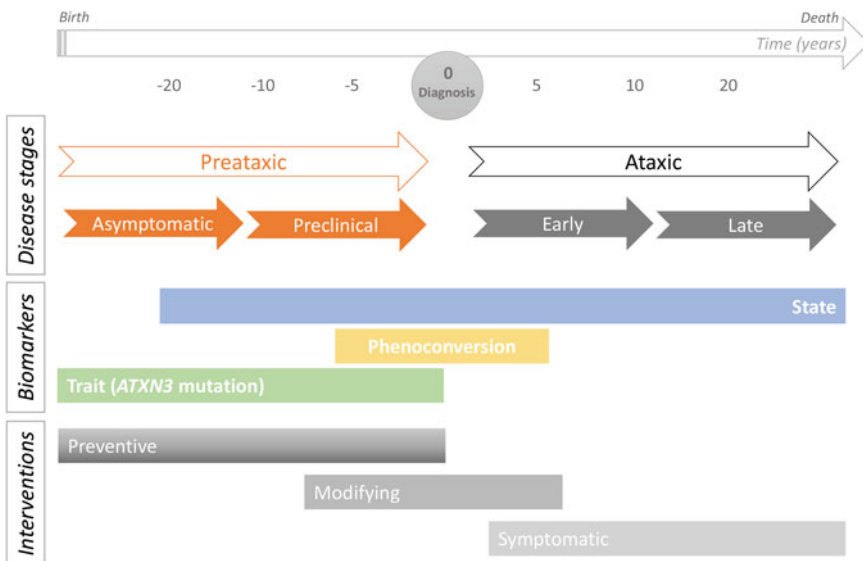 Birth
Death
Time (years)
-20
-10
-5
0
Diagnosis
5
10
20
Disease stages
Preataxic
Ataxic
Asymptomatic
Preclinical
Early
Late
Biomarkers
State
Phenoconversion
Trait (ATXN3 mutation)
Interventions
Preventive
Modifying
Symptomatic